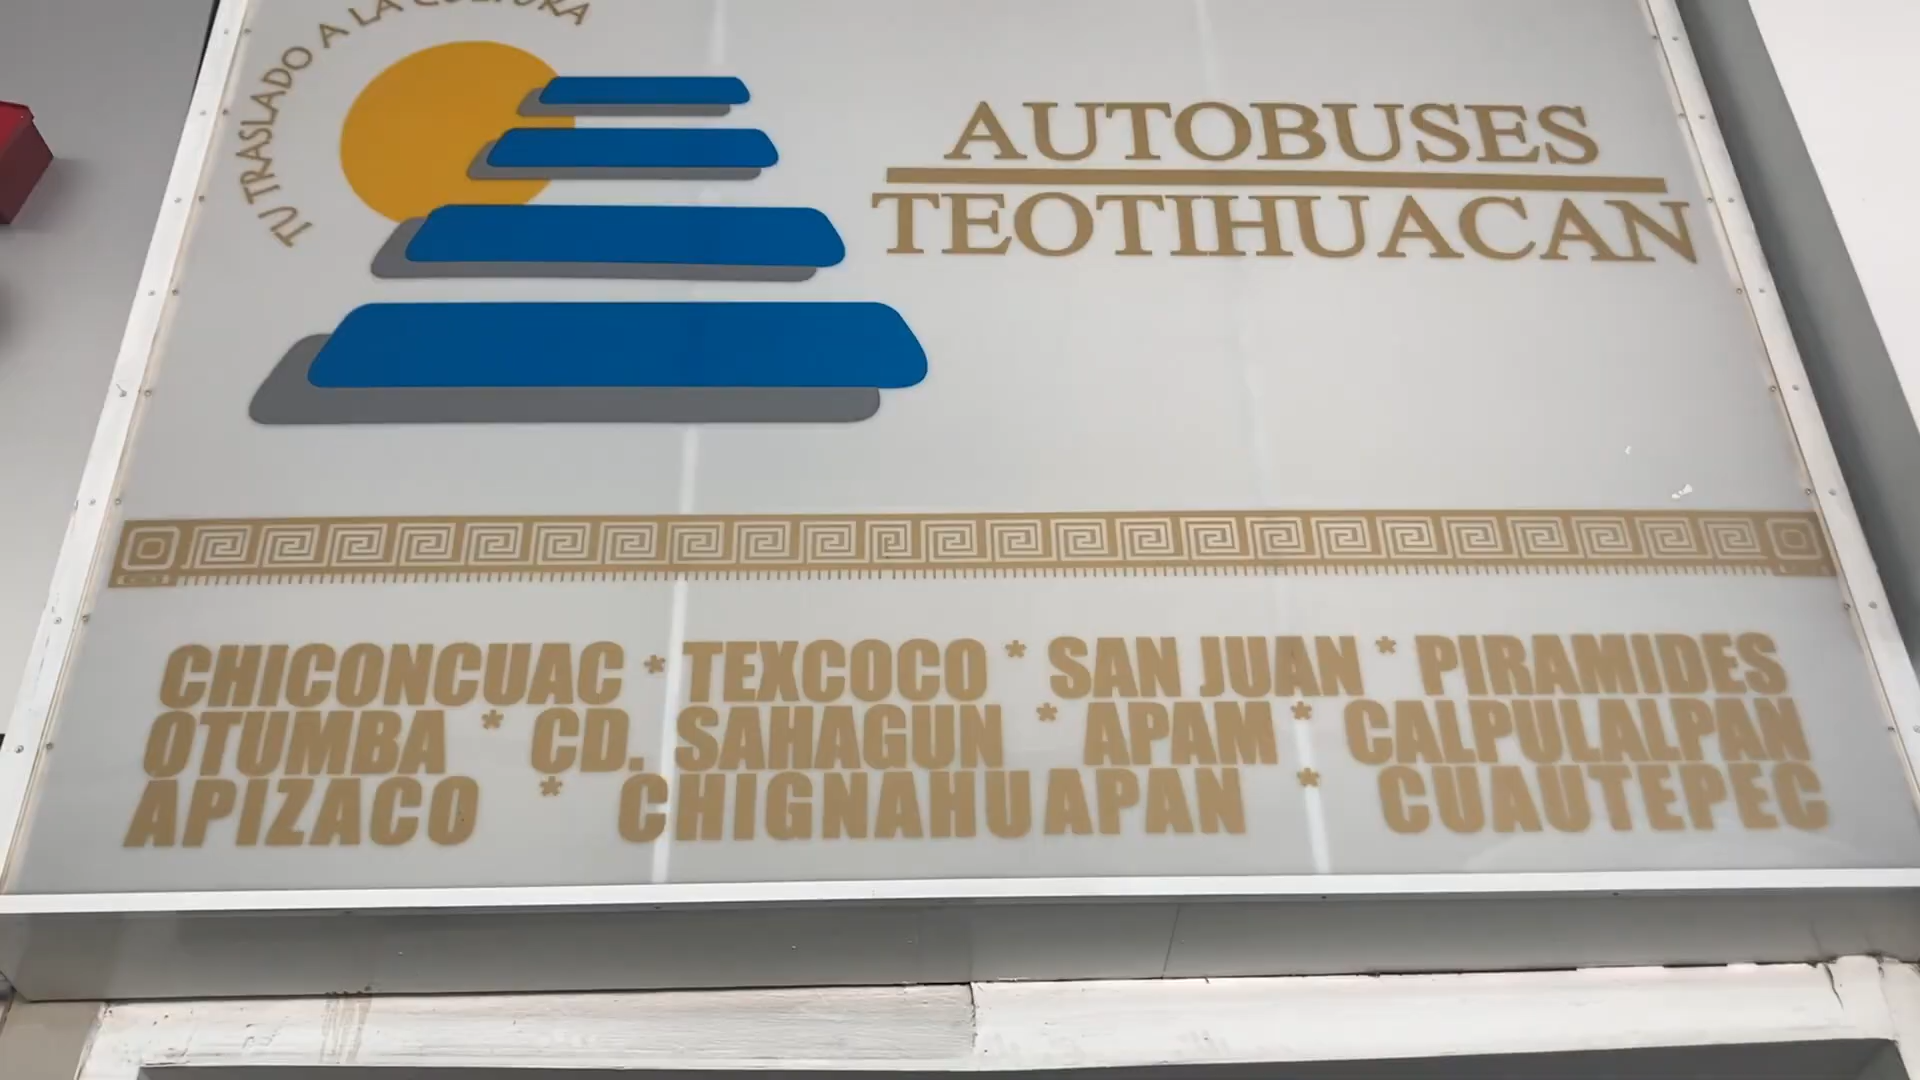 TU TRASLADO A LA CULTURA
AUTOBUSES
TEOTIHUACAN
CHICONCUAC * TEXCOCO * SAN JUAN * PIRAMIDES
OTUMBA * CD. SAHAGUN * APAM * CALPULALPAN
APIZACO * CHIGNAHUAPAN * CUAUTEPEC